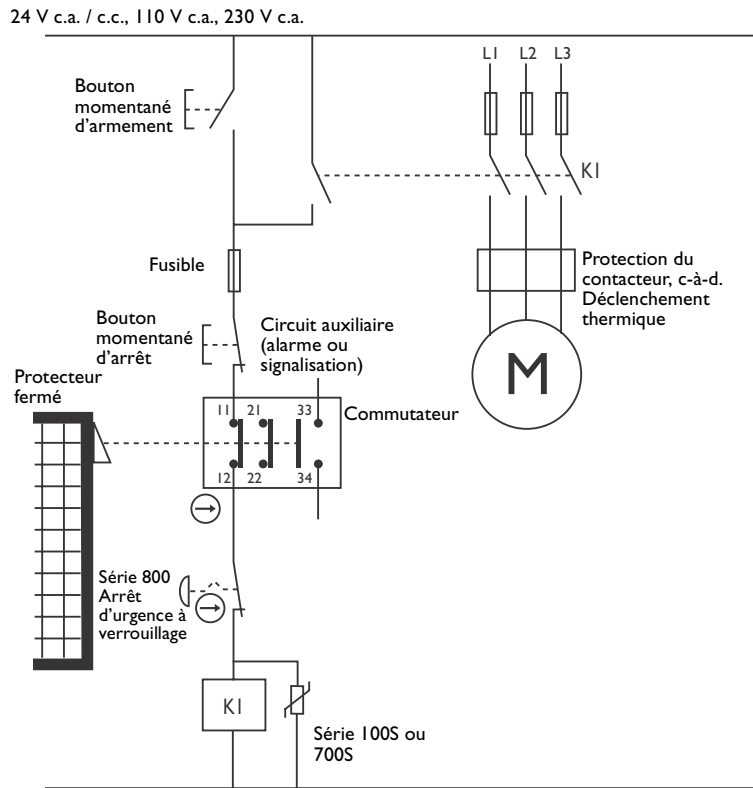 24 V c.a. / c.c., 110 V c.a., 230 V c.a.
L1 L2 L3
Bouton
momentané
d'armement
K1
Fusible
Protection du
contacteur, c-à-d.
Déclenchement
thermique
Bouton
momentané
d'arrêt
Circuit auxiliaire
(alarme ou
signalisation)
M
Protecteur
fermé
11 21 33
Commutateur
12 22 34
Série 800
Arrêt
d'urgence à
verrouillage
K1
Série 100S ou
700S